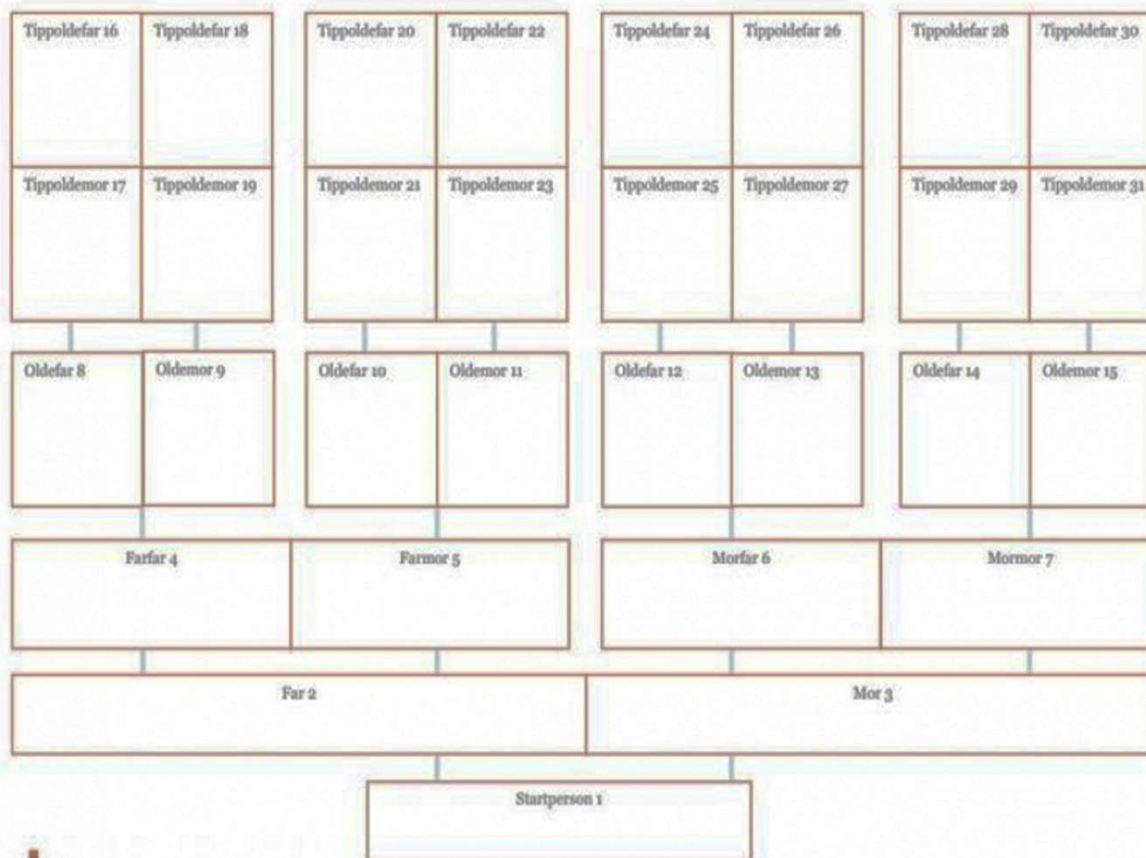 Tippoldefar 16 Tippoldefar 18 Tippoldefar 20 Tippoldefar 22 Tippoldefar 24 Tippoldefar 26 Tippoldefar 28 Tippoldefar 30
Tippoldemor 17 Tippoldemor 19 Tippoldemor 21 Tippoldemor 23 Tippoldemor 25 Tippoldemor 27 Tippoldemor 29 Tippoldemor 31
Oldefar 8 Oldemor 9 Oldefar 10 Oldemor 11 Oldefar 12 Oldemor 13 Oldefar 14 Oldemor 15
Farfar 4 Farmor 5 Morfar 6 Mormor 7
Far 2 Mor 3
Startperson 1